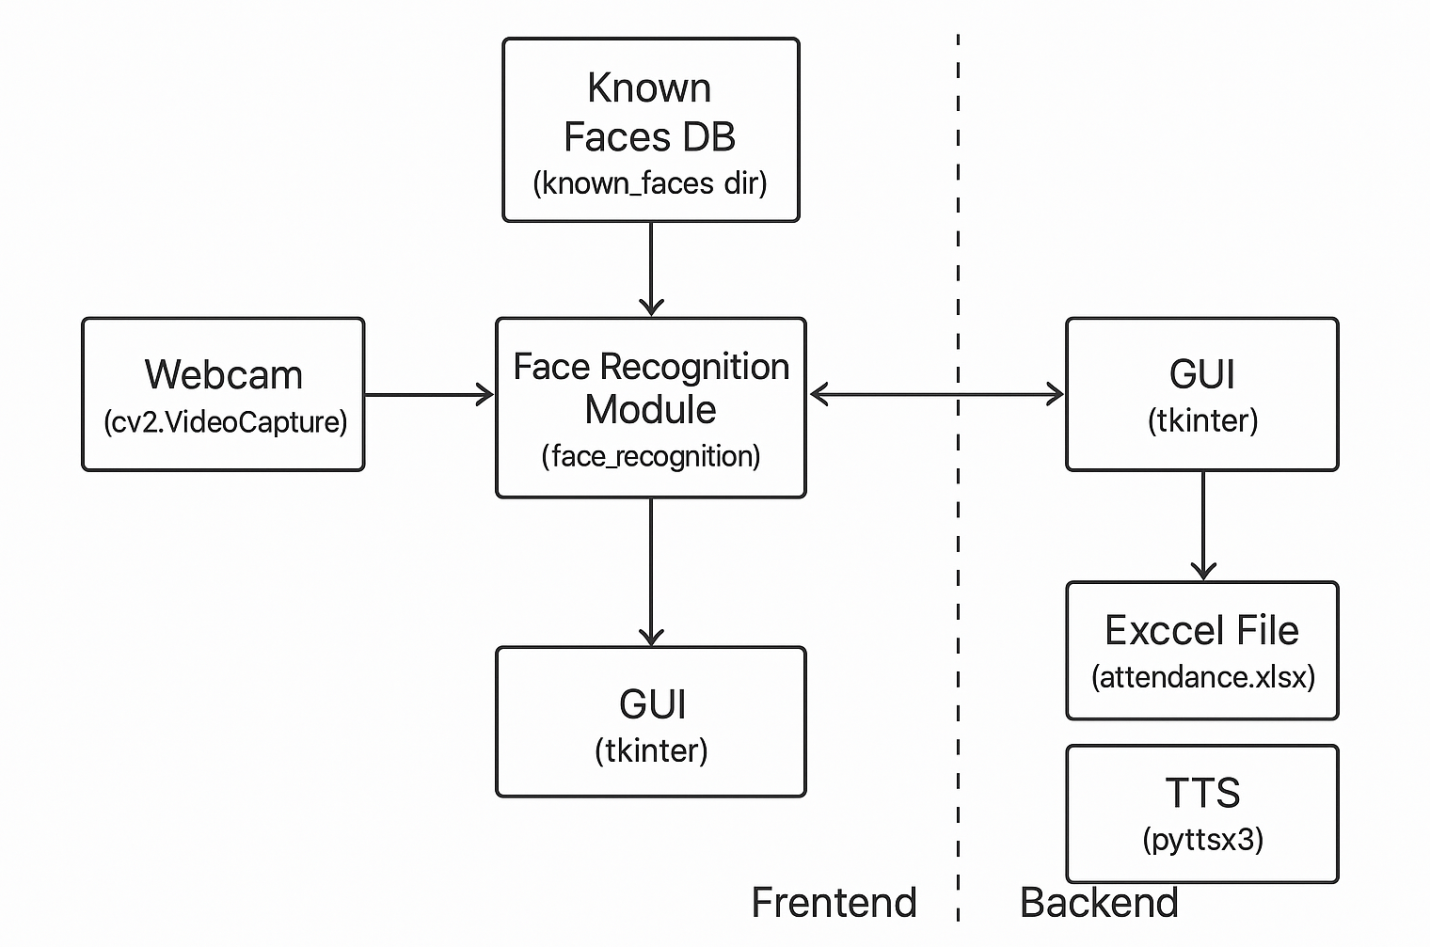 Known
Faces DB
(known_faces dir)
Webcam
(cv2.VideoCapture)
Face Recognition
Module
(face_recognition)
GUI
(tkinter)
GUI
(tkinter)
Exccel File
(attendance.xlsx)
TTS
(pyttsx3)
Frentend
Backend